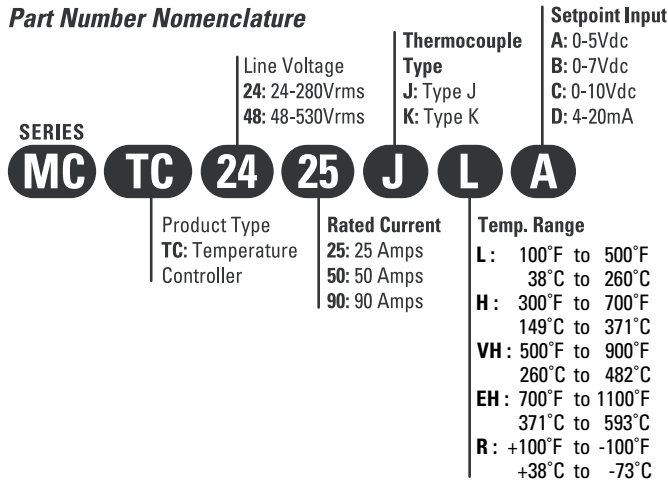 Part Number Nomenclature
Line Voltage
24: 24-280Vrms
48: 48-530Vrms
Thermocouple
Type
J: Type J
K: Type K
Setpoint Input
A: 0-5Vdc
B: 0-7Vdc
C: 0-10Vdc
D: 4-20mA
SERIES
MC TC 24 25 J L A
Product Type
TC: Temperature
Controller
Rated Current
25: 25 Amps
50: 50 Amps
90: 90 Amps
Temp. Range
L : 100˚F to 500˚F
38˚C to 260˚C
H : 300˚F to 700˚F
149˚C to 371˚C
VH : 500˚F to 900˚F
260˚C to 482˚C
EH : 700˚F to 1100˚F
371˚C to 593˚C
R : +100˚F to -100˚F
+38˚C to -73˚C